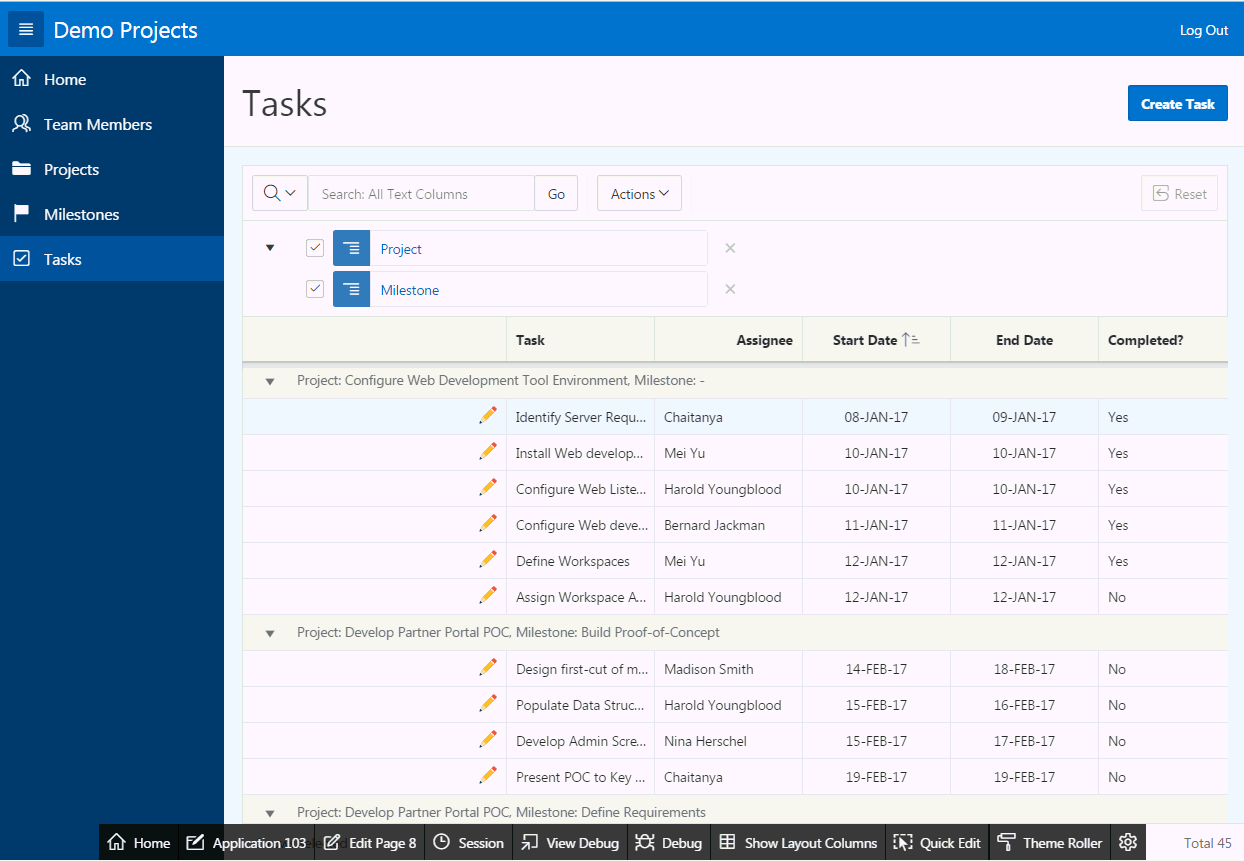 Demo Projects
Log Out
Home
Team Members
Projects
Milestones
Tasks
Tasks
Create Task
Search: All Text Columns
Go
Actions
Reset
Project
Milestone
Task Assignee Start Date End Date Completed?
Project: Configure Web Development Tool Environment, Milestone: -
Identify Server Requ... Chaitanya 08-JAN-17 09-JAN-17 Yes
Install Web develop... Mei Yu 10-JAN-17 10-JAN-17 Yes
Configure Web Liste... Harold Youngblood 10-JAN-17 10-JAN-17 Yes
Configure Web deve... Bernard Jackman 11-JAN-17 11-JAN-17 Yes
Define Workspaces Mei Yu 12-JAN-17 12-JAN-17 Yes
Assign Workspace A... Harold Youngblood 12-JAN-17 12-JAN-17 No
Project: Develop Partner Portal POC, Milestone: Build Proof-of-Concept
Design first-cut of m... Madison Smith 14-FEB-17 18-FEB-17 No
Populate Data Struc... Harold Youngblood 15-FEB-17 16-FEB-17 No
Develop Admin Scre... Nina Herschel 15-FEB-17 17-FEB-17 No
Present POC to Key ... Chaitanya 19-FEB-17 19-FEB-17 No
Project: Develop Partner Portal POC, Milestone: Define Requirements
Home Application 103 Edit Page 8 Session View Debug Debug Show Layout Columns Quick Edit Theme Roller Total 45